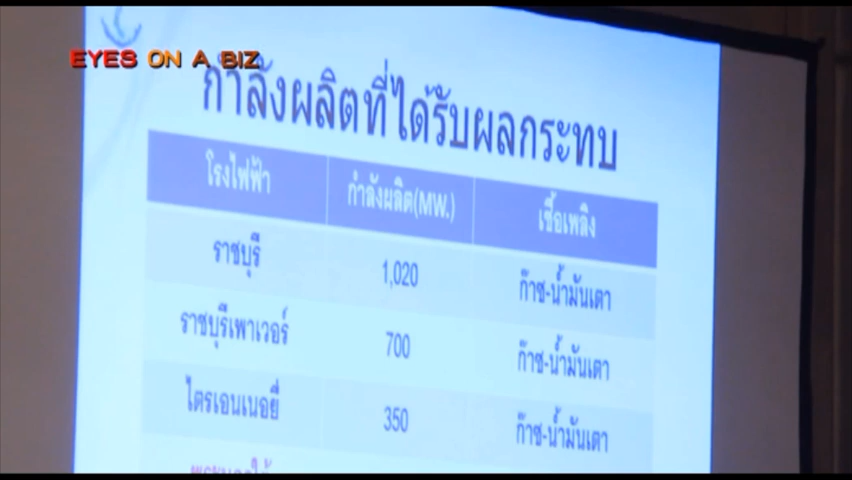 EYES ON A BIZ
กำลังผลิตที่ได้รับผลกระทบ
โรงไฟฟ้า กำลังผลิต(MW.) เชื้อเพลิง
ราชบุรี 1,020 ก๊าซ-น้ำมันเตา
ราชบุรีเพาเวอร์ 700 ก๊าซ-น้ำมันเตา
ไตรเอนเนอยี่ 350 ก๊าซ-น้ำมันเตา